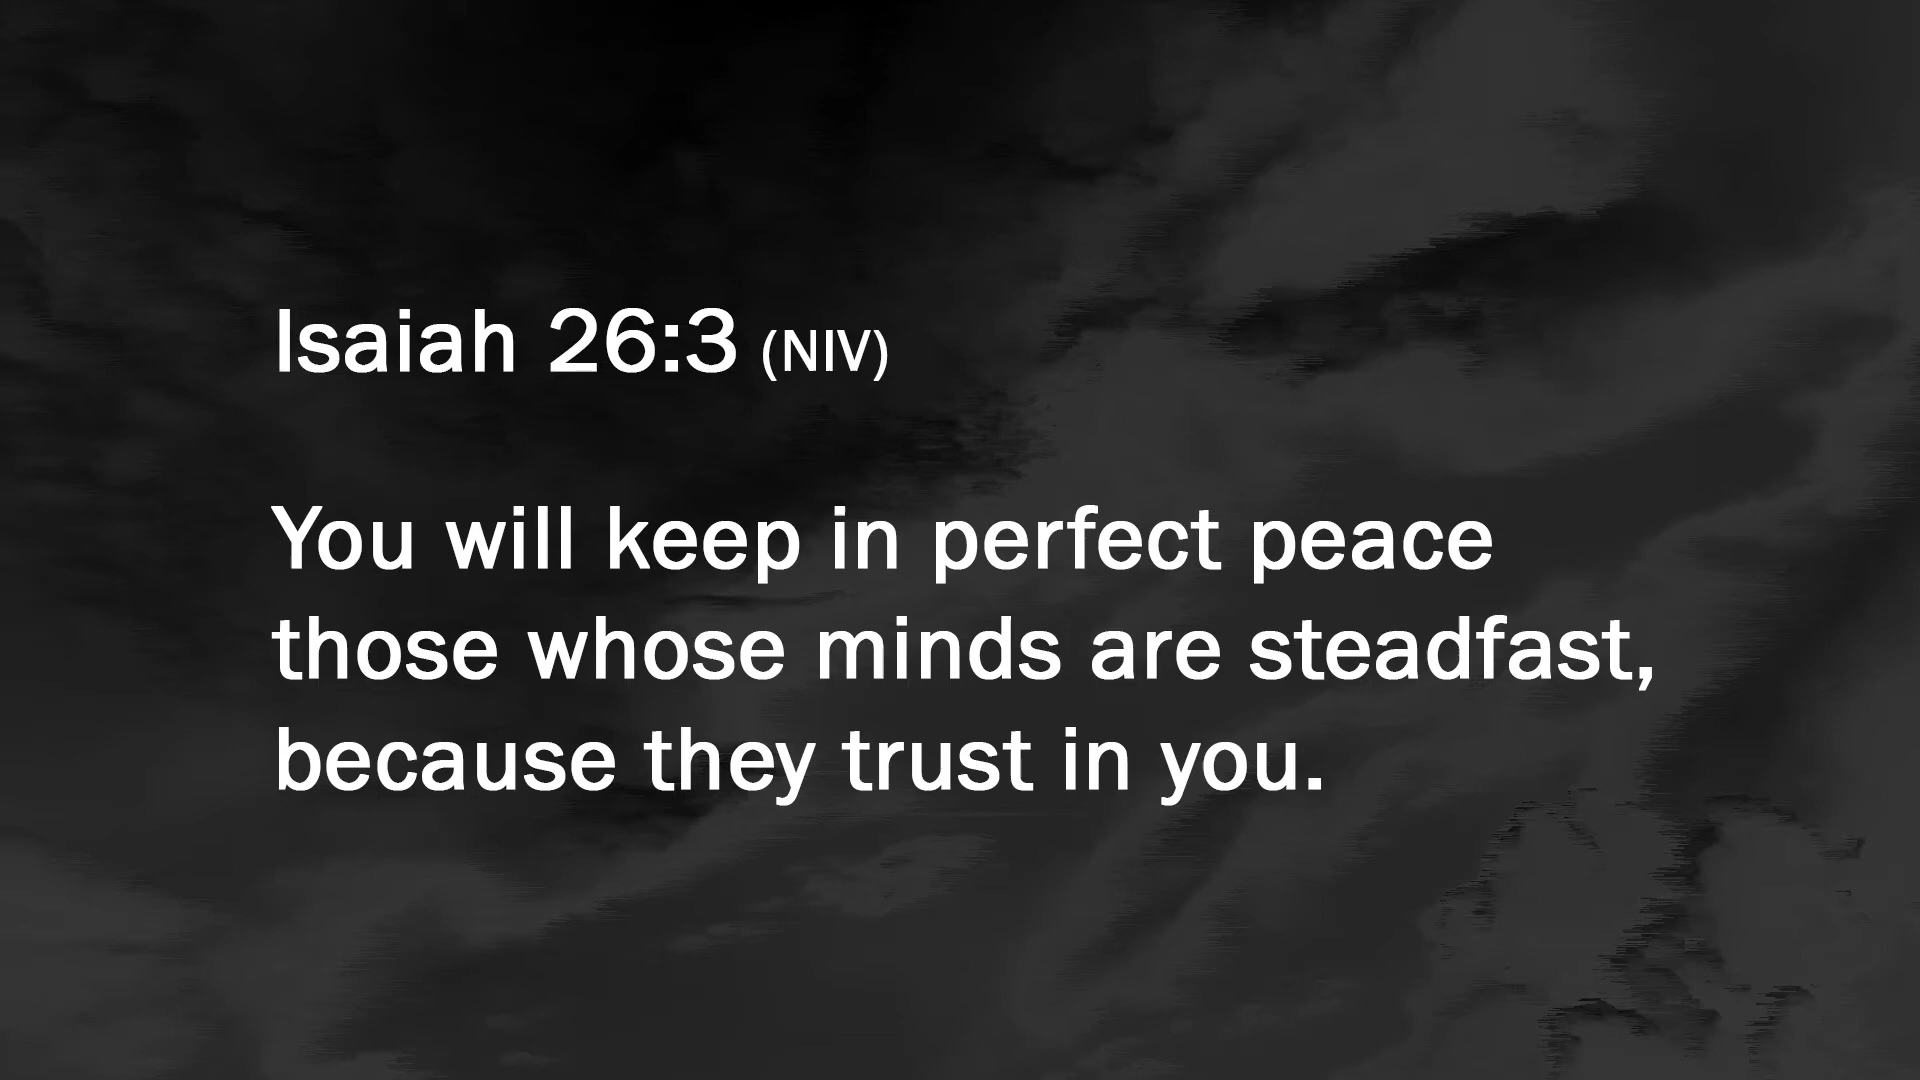 Isaiah 26:3 (NIV)
You will keep in perfect peace
those whose minds are steadfast,
because they trust in you.